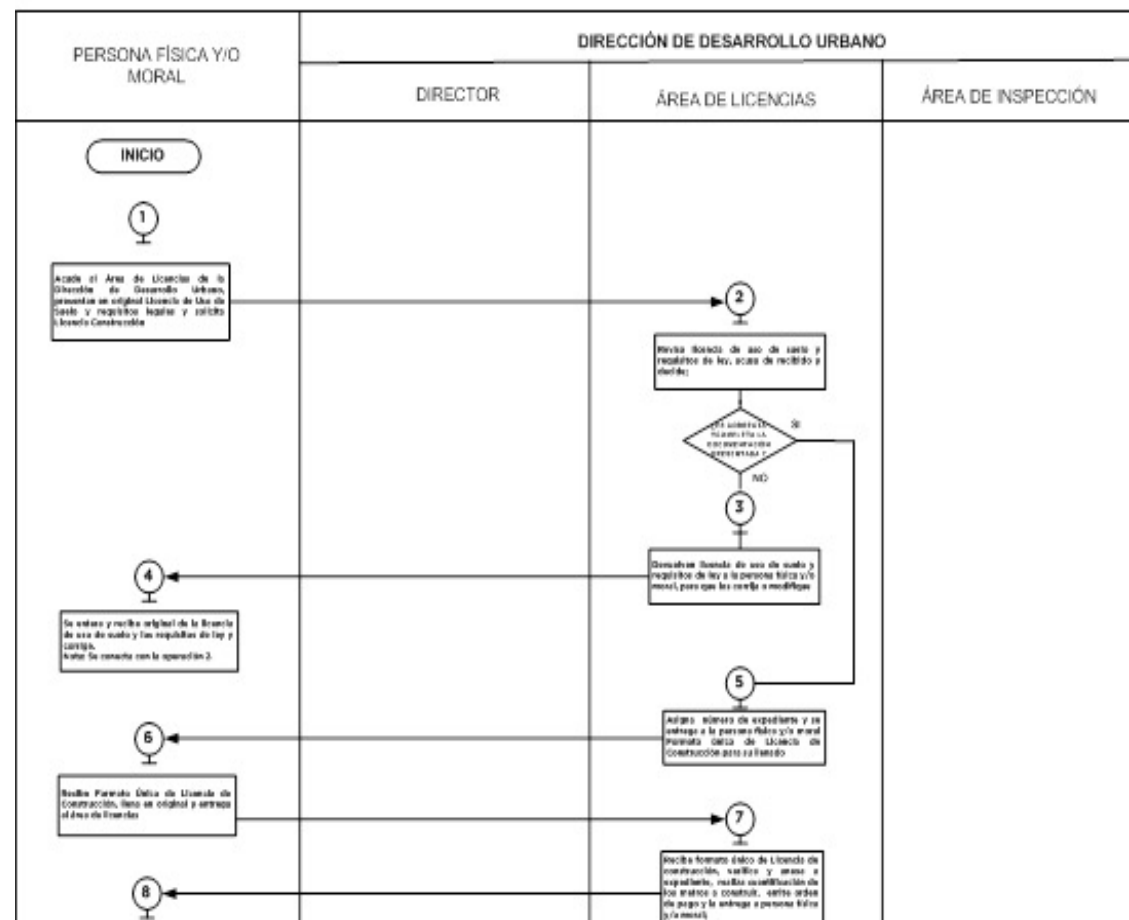 PERSONA FÍSICA Y/O
MORAL
DIRECCIÓN DE DESARROLLO URBANO
DIRECTOR
ÁREA DE LICENCIAS
ÁREA DE INSPECCIÓN
INICIO
1
Acude al Área de Licencias de la
Dirección de Desarrollo Urbano,
presentan en original Licencia de Uso de
Suelo y requisitos legales y solicita
Licencia Construcción
2
Revisa licencia de uso de suelo y
requisitos de ley, acusa de recibido y
decide:
LA
DOCUMENTACIÓN
PRESENTADA ?
SI
NO
3
Devuelven licencia de uso de suelo y
requisitos de ley a la persona física y/o
moral, para que los corrija o modifique
4
Se entera y recibe original de la licencia
de uso de suelo y los requisitos de ley y
corrige.
Nota: Se conecta con la operación 2.
5
Asigna número de expediente y se
entrega a la persona física y/o moral
Formato Única de Licencia de
Construcción para su llenado
6
Recibe Formato Única de Licencia de
Construcción, llena en original y entrega
al área de licencias
7
Recibe formato único de Licencia de
construcción, verifica y anexa a
expediente, realiza cuantificación de
los metros a construir, emite orden
de pago y la entrega a persona física
y/o moral;
8